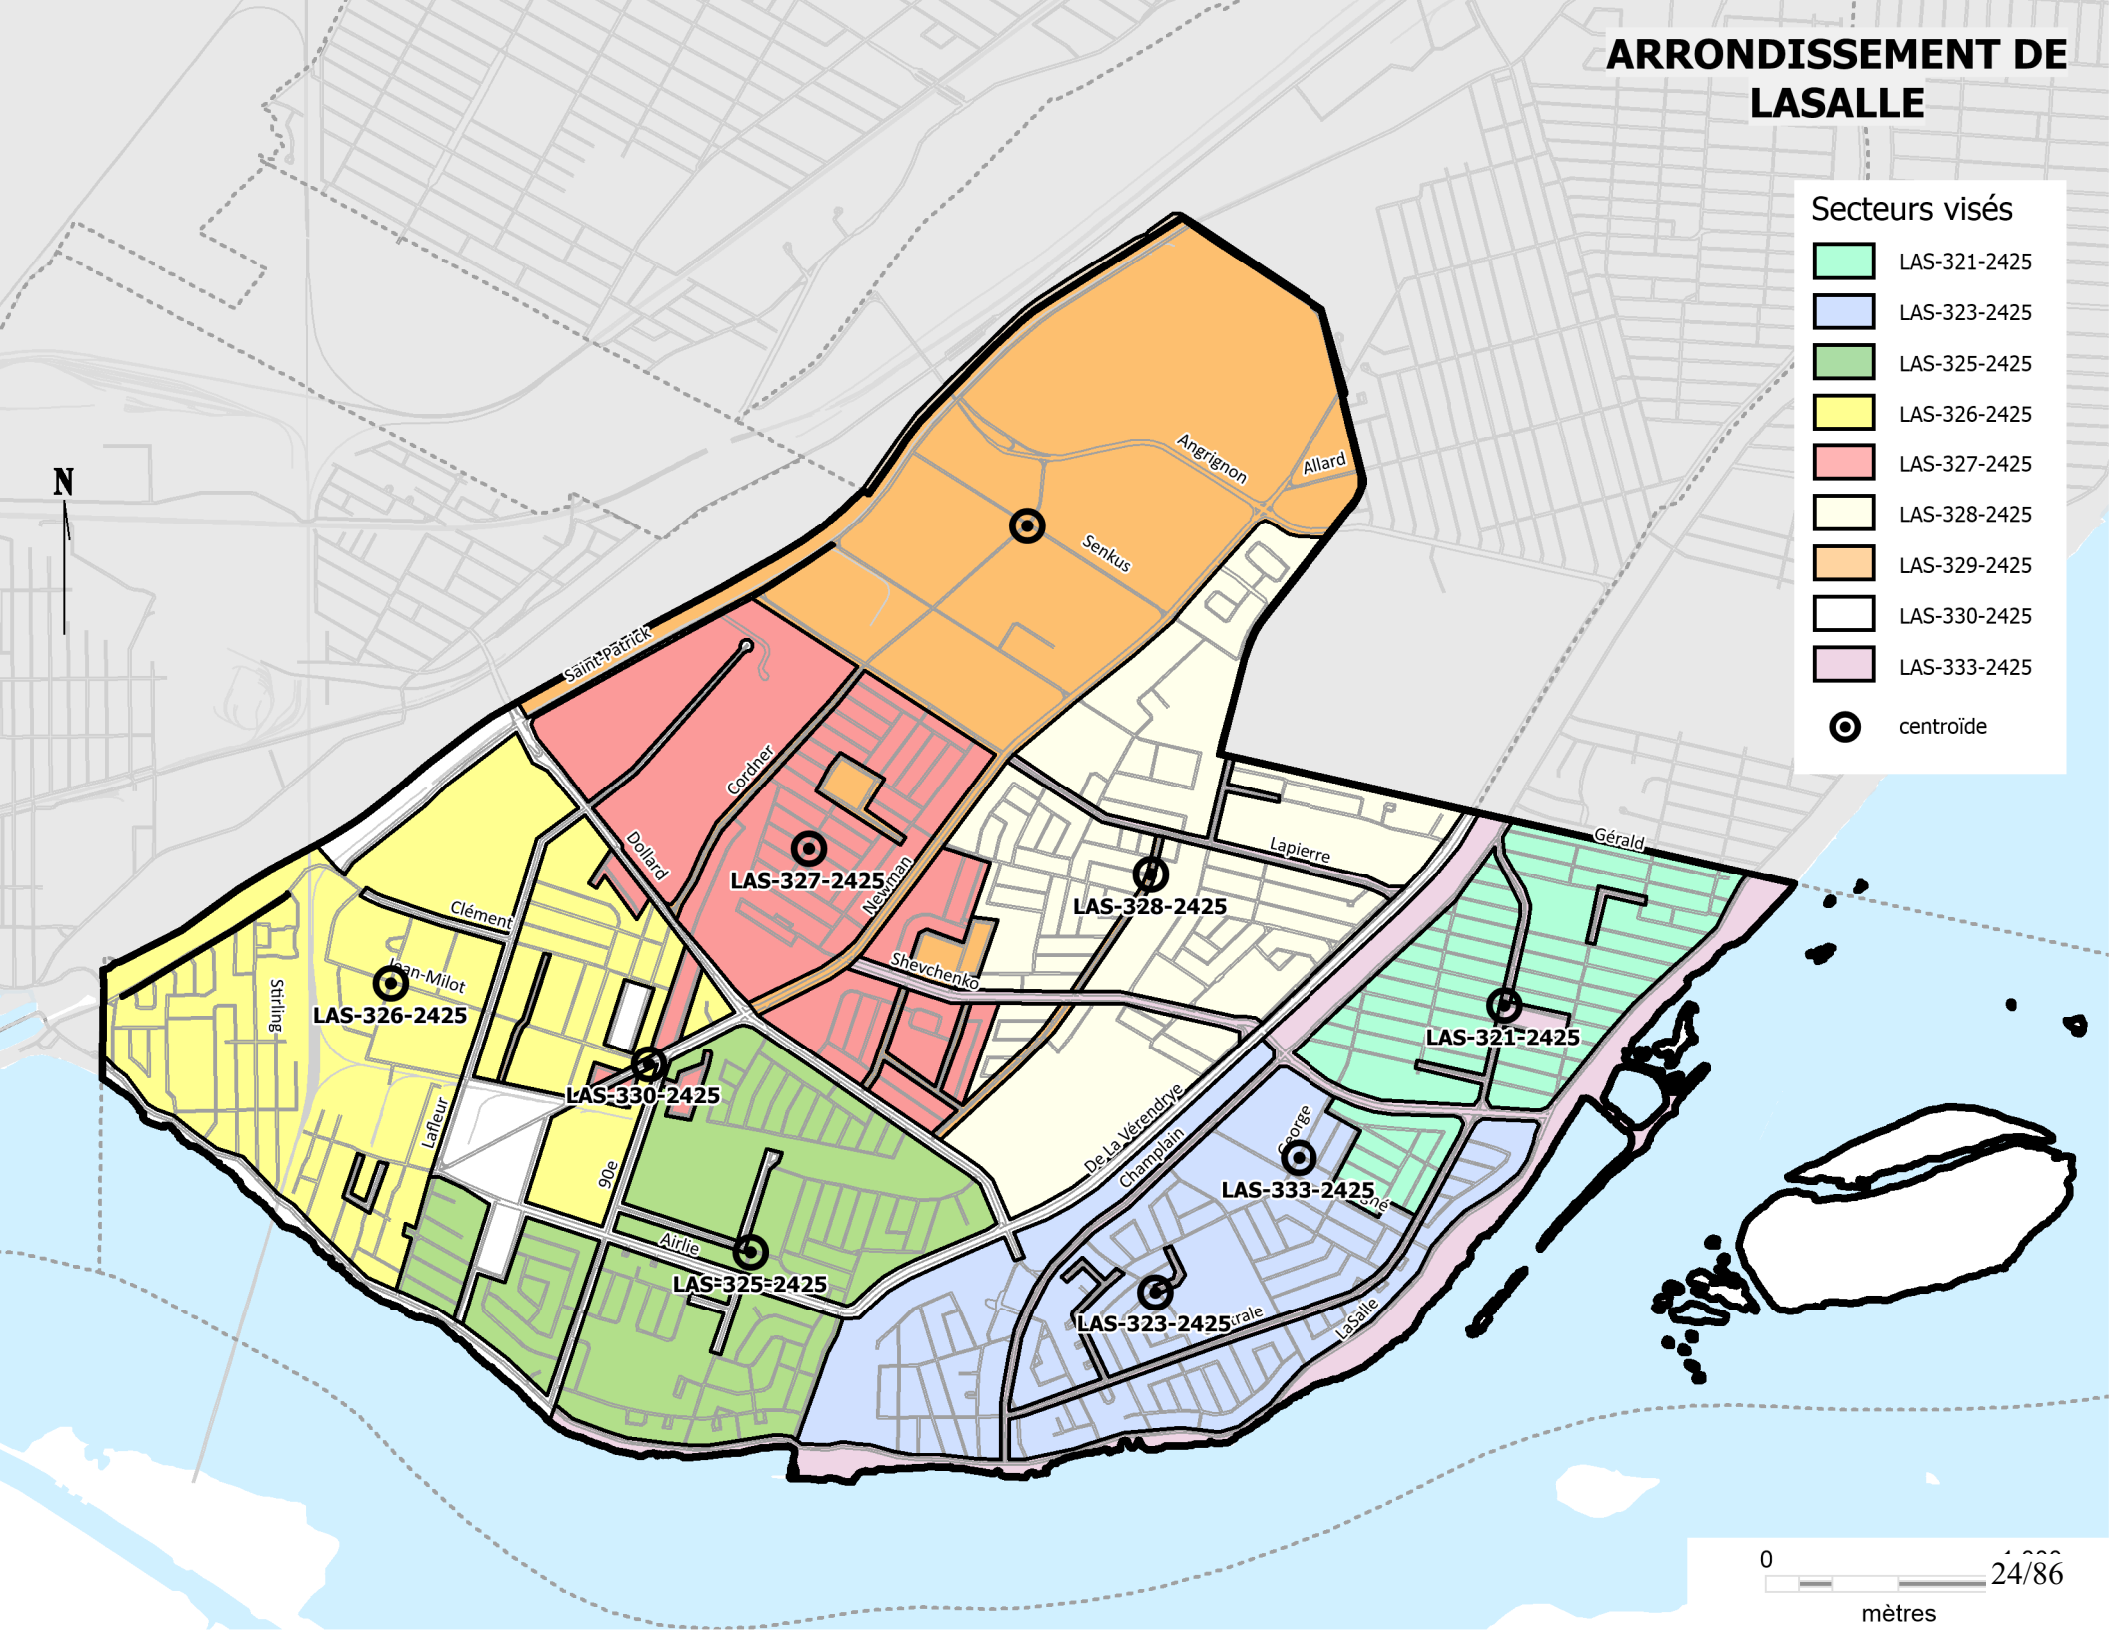 ARRONDISSEMENT DE
LASALLE
Secteurs visés
LAS-321-2425
LAS-323-2425
LAS-325-2425
LAS-326-2425
LAS-327-2425
LAS-328-2425
LAS-329-2425
LAS-330-2425
LAS-333-2425
centroïde
N
Angrignon
Allard
Senkus
Saint-Patrick
Cordner
Dollard
LAS-327-2425
Newman
Gérald
Lapierre
LAS-328-2425
Clément
Shevchenko
Jean-Milot
LAS-326-2425
Stirling
LAS-321-2425
LAS-330-2425
Lafleur
90e
De La Vérendrye
Champlain
George
LAS-333-2425
Airlie
LAS-325-2425
LAS-323-2425
LaSalle
0
24/86
mètres